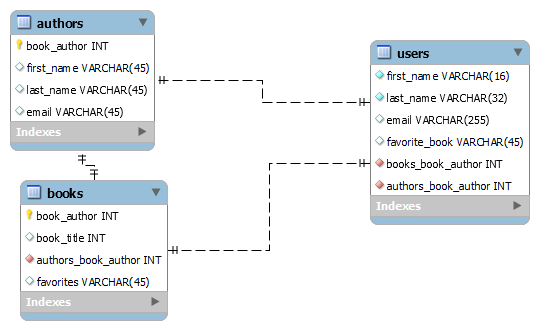 authors
book_author INT
first_name VARCHAR(45)
last_name VARCHAR(45)
email VARCHAR(45)
Indexes
books
book_author INT
book_title INT
authors_book_author INT
favorites VARCHAR(45)
Indexes
users
first_name VARCHAR(16)
last_name VARCHAR(32)
email VARCHAR(255)
favorite_book VARCHAR(45)
books_book_author INT
authors_book_author INT
Indexes